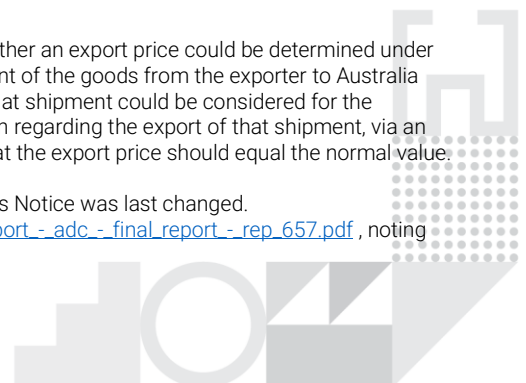 ther an export price could be determined under
nt of the goods from the exporter to Australia
at shipment could be considered for the
n regarding the export of that shipment, via an
at the export price should equal the normal value.
s Notice was last changed.
port_-_adc_-_final_report_-_rep_657.pdf , noting